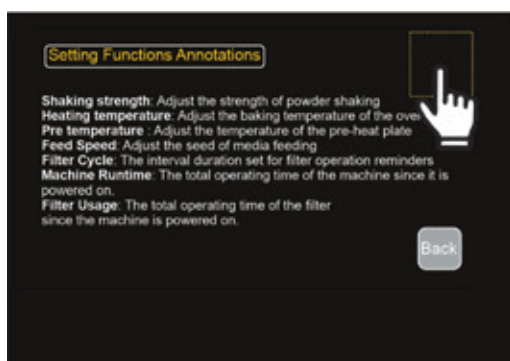 Setting Functions Annotations
Shaking strength: Adjust the strength of powder shaking
Heating temperature: Adjust the baking temperature of the ove
Pre temperature : Adjust the temperature of the pre-heat plate
Feed Speed: Adjust the seed of media feeding
Filter Cycle: The interval duration set for filter operation reminders
Machine Runtime: The total operating time of the machine since it is
powered on.
Filter Usage: The total operating time of the filter
since the machine is powered on.
Back